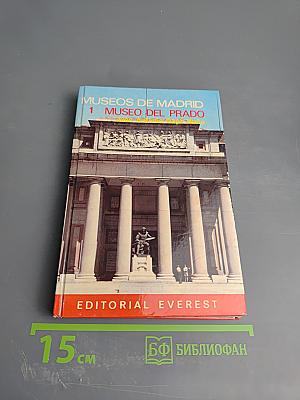 MUSEOS DE MADRID
1 MUSEO DEL PRADO
EDITORIAL EVEREST
15 см
БФ БИБЛИОФАН